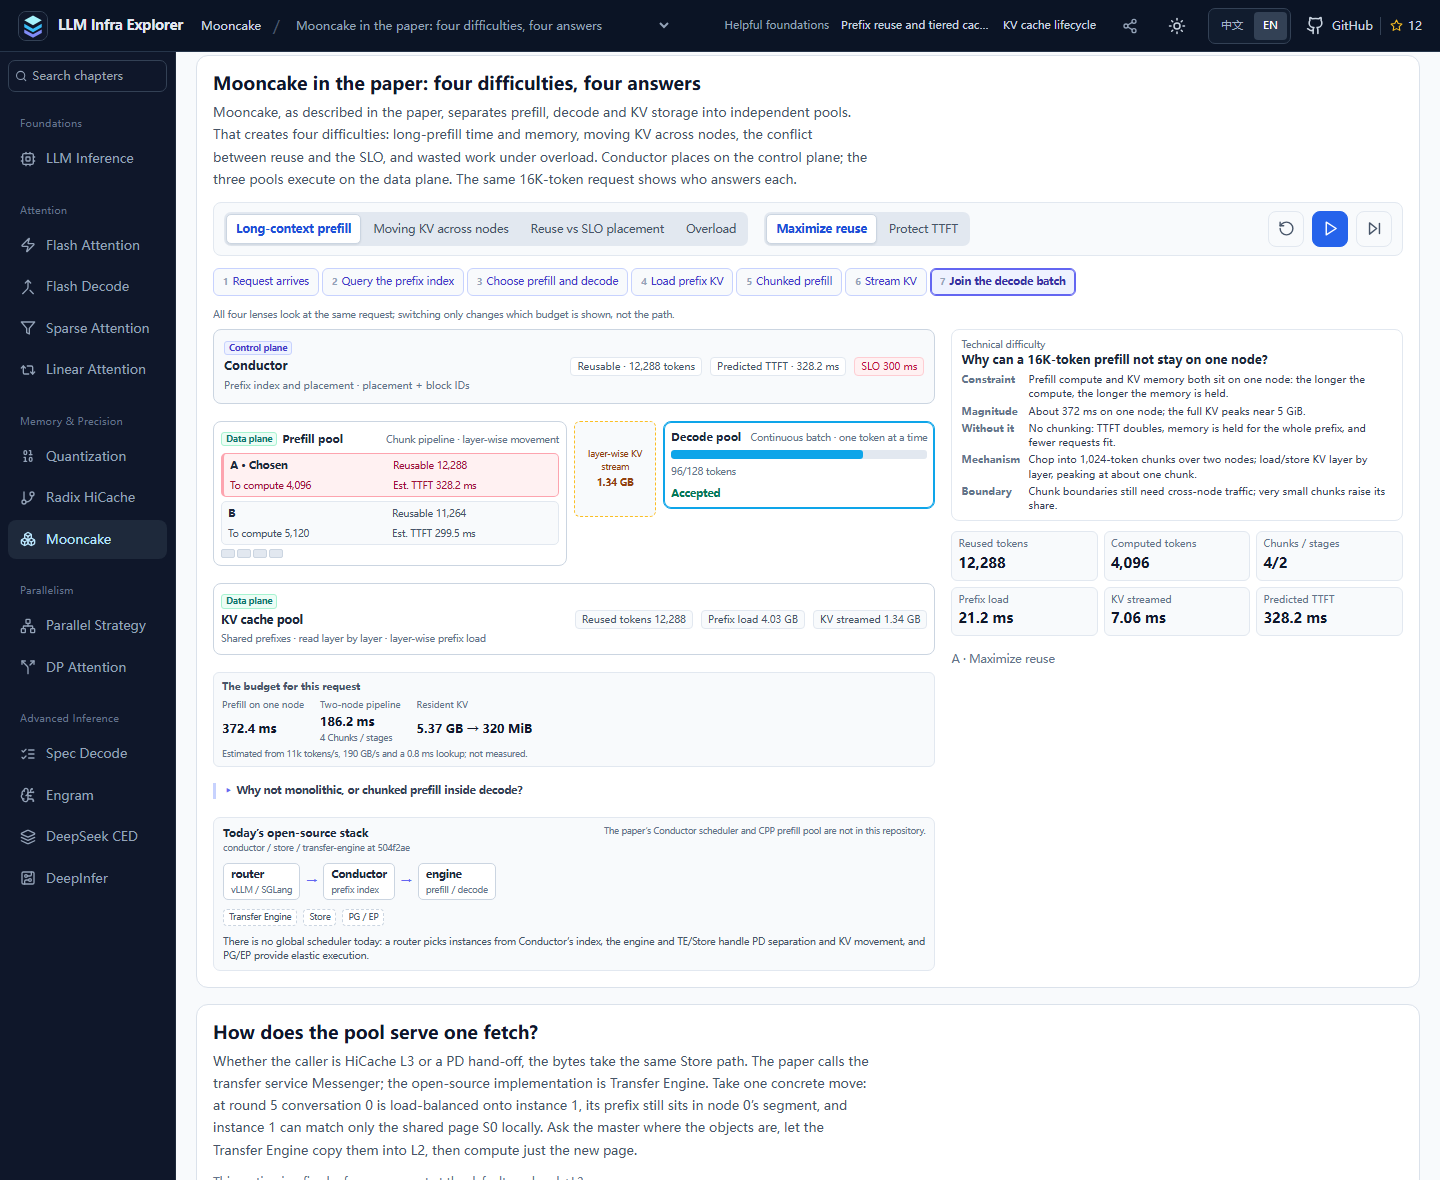 LLM Infra Explorer
Mooncake / Mooncake in the paper: four difficulties, four answers
Helpful foundations Prefix reuse and tiered cac... KV cache lifecycle
中文 EN
GitHub 12
Search chapters
Foundations
LLM Inference
Attention
Flash Attention
Flash Decode
Sparse Attention
Linear Attention
Memory & Precision
Quantization
Radix HiCache
Mooncake
Parallelism
Parallel Strategy
DP Attention
Advanced Inference
Spec Decode
Engram
DeepSeek CED
DeepInfer
Mooncake in the paper: four difficulties, four answers
Mooncake, as described in the paper, separates prefill, decode and KV storage into independent pools.
That creates four difficulties: long-prefill time and memory, moving KV across nodes, the conflict
between reuse and the SLO, and wasted work under overload. Conductor places on the control plane; the
three pools execute on the data plane. The same 16K-token request shows who answers each.
Long-context prefill Moving KV across nodes Reuse vs SLO placement Overload
Maximize reuse Protect TTFT
1 Request arrives 2 Query the prefix index 3 Choose prefill and decode 4 Load prefix KV 5 Chunked prefill 6 Stream KV 7 Join the decode batch
All four lenses look at the same request; switching only changes which budget is shown, not the path.
Control plane
Conductor
Prefix index and placement · placement + block IDs
Reusable · 12,288 tokens Predicted TTFT · 328.2 ms SLO 300 ms
Data plane Prefill pool Chunk pipeline · layer-wise movement
A • Chosen Reusable 12,288
To compute 4,096 Est. TTFT 328.2 ms
B Reusable 11,264
To compute 5,120 Est. TTFT 299.5 ms
layer-wise KV
stream
1.34 GB
Decode pool Continuous batch · one token at a time
96/128 tokens
Accepted
Data plane
KV cache pool
Shared prefixes · read layer by layer · layer-wise prefix load
Reused tokens 12,288 Prefix load 4.03 GB KV streamed 1.34 GB
The budget for this request
Prefill on one node Two-node pipeline Resident KV
372.4 ms 186.2 ms 5.37 GB → 320 MiB
4 Chunks / stages
Estimated from 11k tokens/s, 190 GB/s and a 0.8 ms lookup; not measured.
▸ Why not monolithic, or chunked prefill inside decode?
Today's open-source stack
conductor / store / transfer-engine at 504f2ae
The paper's Conductor scheduler and CPP prefill pool are not in this repository.
router → Conductor → engine
vLLM / SGLang prefix index prefill / decode
Transfer Engine Store PG / EP
There is no global scheduler today: a router picks instances from Conductor's index, the engine and TE/Store handle PD separation and KV movement, and
PG/EP provide elastic execution.
Technical difficulty
Why can a 16K-token prefill not stay on one node?
Constraint Prefill compute and KV memory both sit on one node: the longer the
compute, the longer the memory is held.
Magnitude About 372 ms on one node; the full KV peaks near 5 GiB.
Without it No chunking: TTFT doubles, memory is held for the whole prefix, and
fewer requests fit.
Mechanism Chop into 1,024-token chunks over two nodes; load/store KV layer by
layer, peaking at about one chunk.
Boundary Chunk boundaries still need cross-node traffic; very small chunks raise its
share.
Reused tokens Computed tokens Chunks / stages
12,288 4,096 4/2
Prefix load KV streamed Predicted TTFT
21.2 ms 7.06 ms 328.2 ms
A · Maximize reuse
How does the pool serve one fetch?
Whether the caller is HiCache L3 or a PD hand-off, the bytes take the same Store path. The paper calls the
transfer service Messenger; the open-source implementation is Transfer Engine. Take one concrete move:
at round 5 conversation 0 is load-balanced onto instance 1, its prefix still sits in node 0's segment, and
instance 1 can match only the shared page S0 locally. Ask the master where the objects are, let the
Transfer Engine copy them into L2, then compute just the new page.